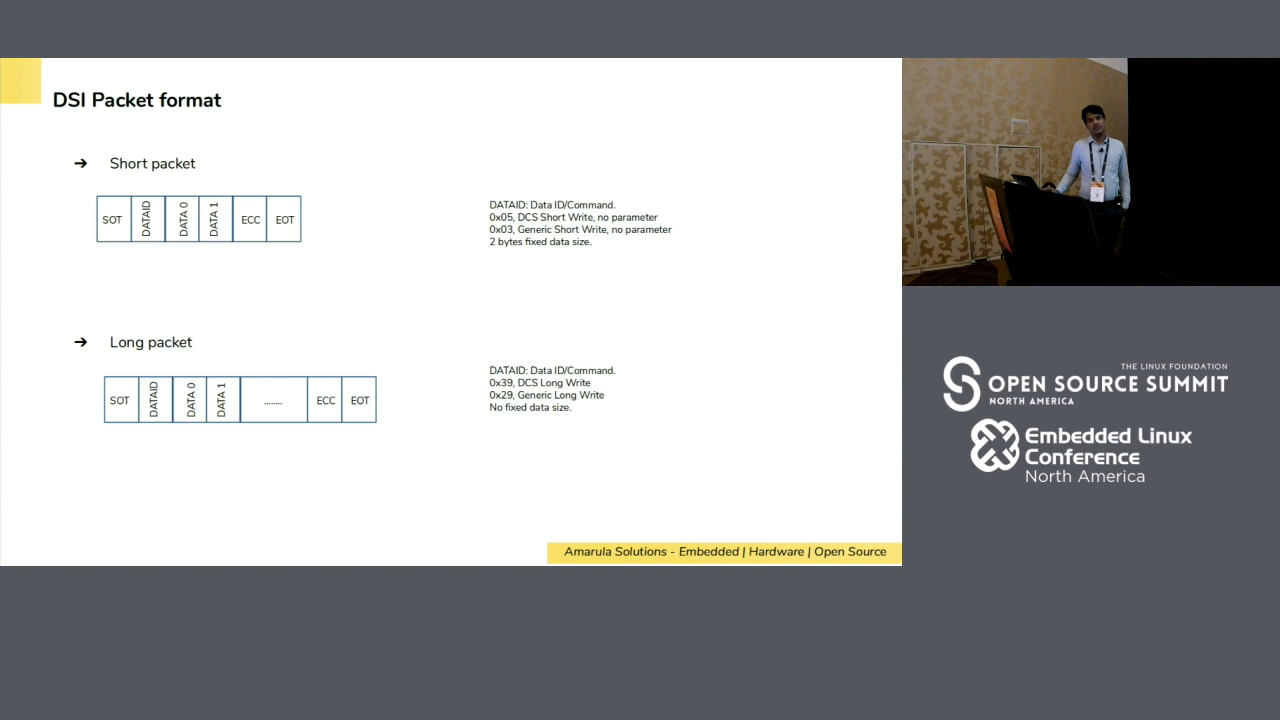 DSI Packet format
➔ Short packet
SOT DATAID DATA 0 DATA 1 ECC EOT
DATAID: Data ID/Command.
0x05, DCS Short Write, no parameter
0x03, Generic Short Write, no parameter
2 bytes fixed data size.
➔ Long packet
SOT DATAID DATA 0 DATA 1 ........ ECC EOT
DATAID: Data ID/Command.
0x39, DCS Long Write
0x29, Generic Long Write
No fixed data size.
Amarula Solutions - Embedded | Hardware | Open Source
THE LINUX FOUNDATION
OPEN SOURCE SUMMIT
NORTH AMERICA
Embedded Linux
Conference
North America